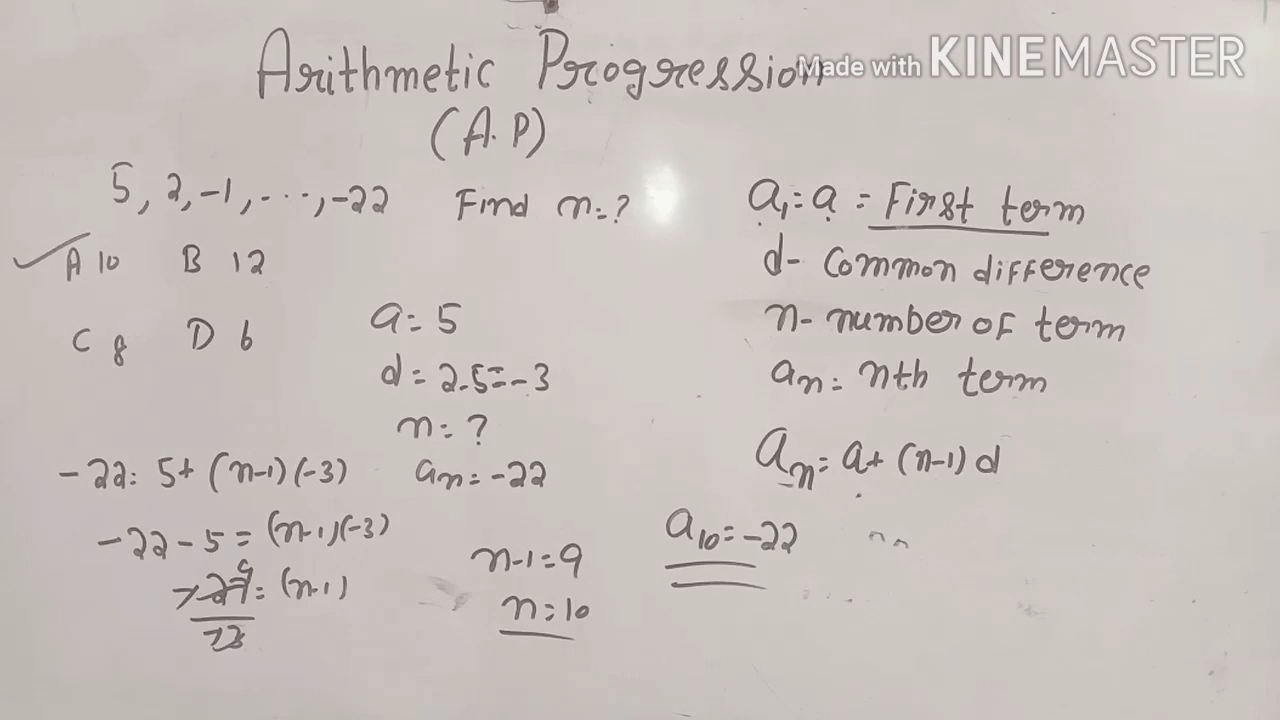 Arithmetic Progression
Made with KINEMASTER
(A.P)
5, 2, -1, ..., -22 Find n=?
A 10 B 12
C 8 D 6
a = 5
d = 2-5 = -3
n = ?
an = -22
-22 = 5+ (n-1)(-3)
-22 - 5 = (n-1)(-3)
-27 9 = (n-1)
-3
n-1 = 9
n = 10
a1 = a = First term
d- Common difference
n- number of term
an = nth term
an = a+ (n-1) d
a10 = -22